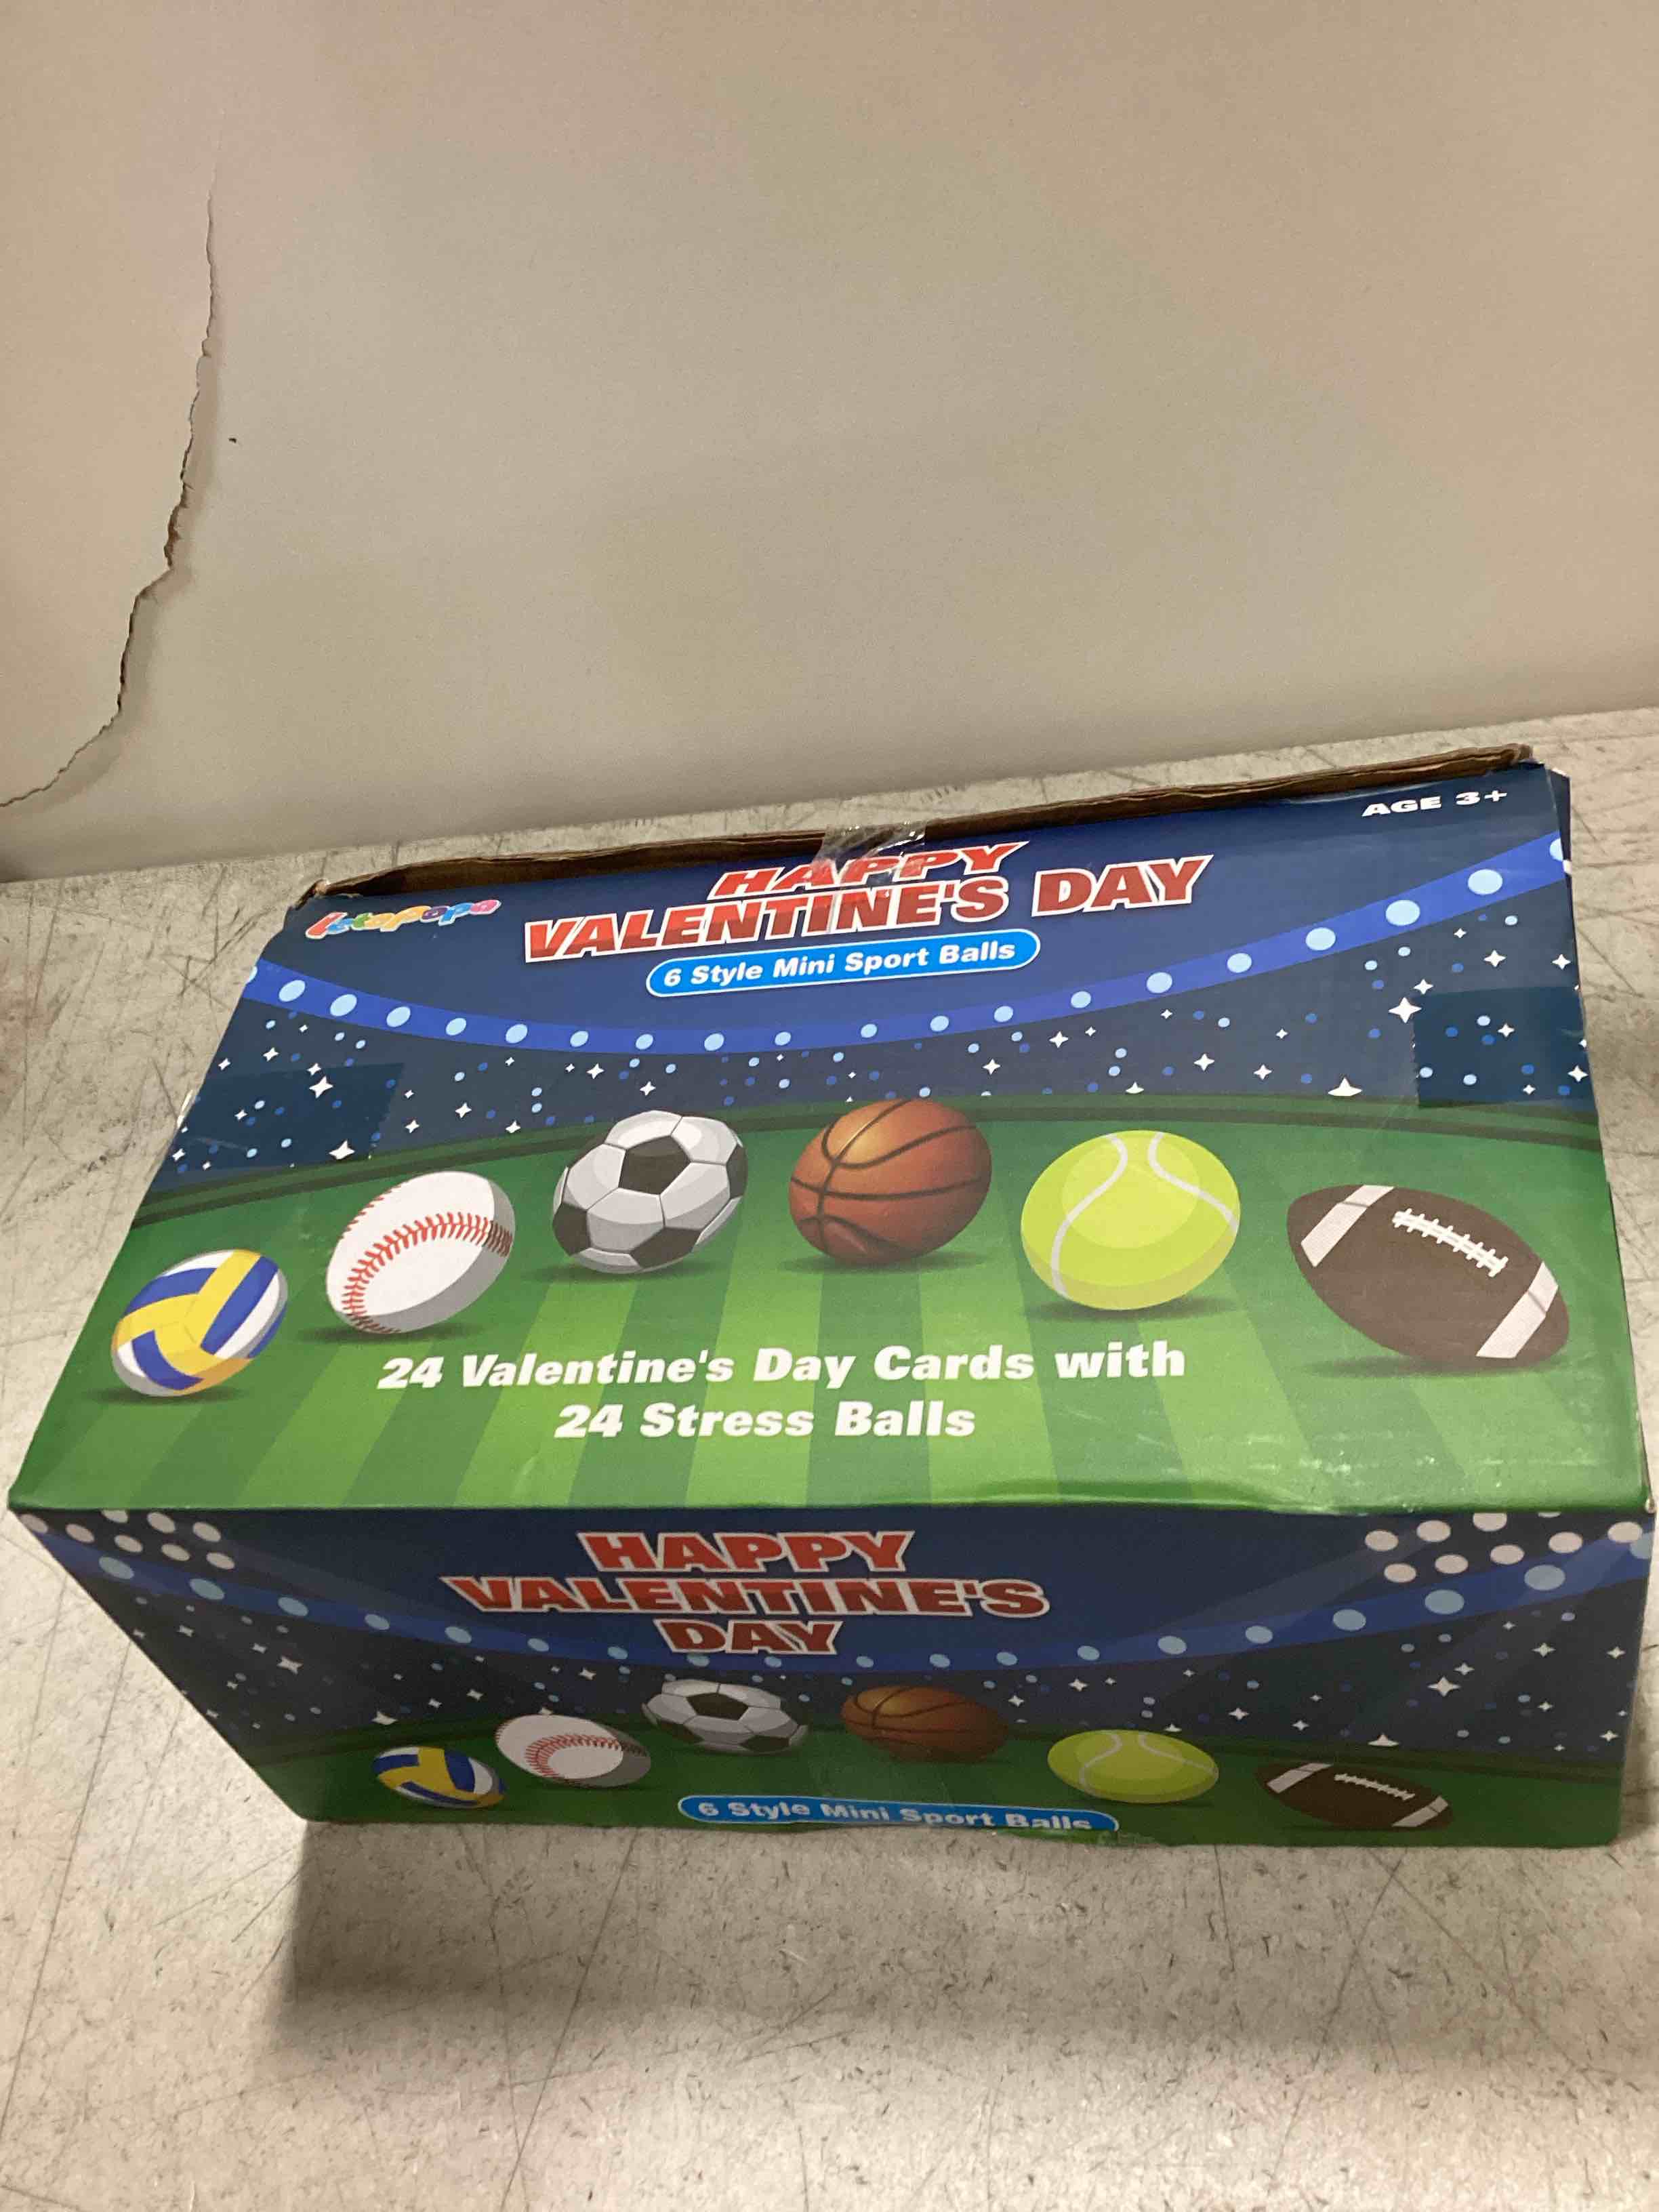 AGE 3+
Letapapa
HAPPY
VALENTINE'S DAY
6 Style Mini Sport Balls
24 Valentine's Day Cards with
24 Stress Balls
HAPPY
VALENTINE'S
DAY
6 Style Mini Sport Balls